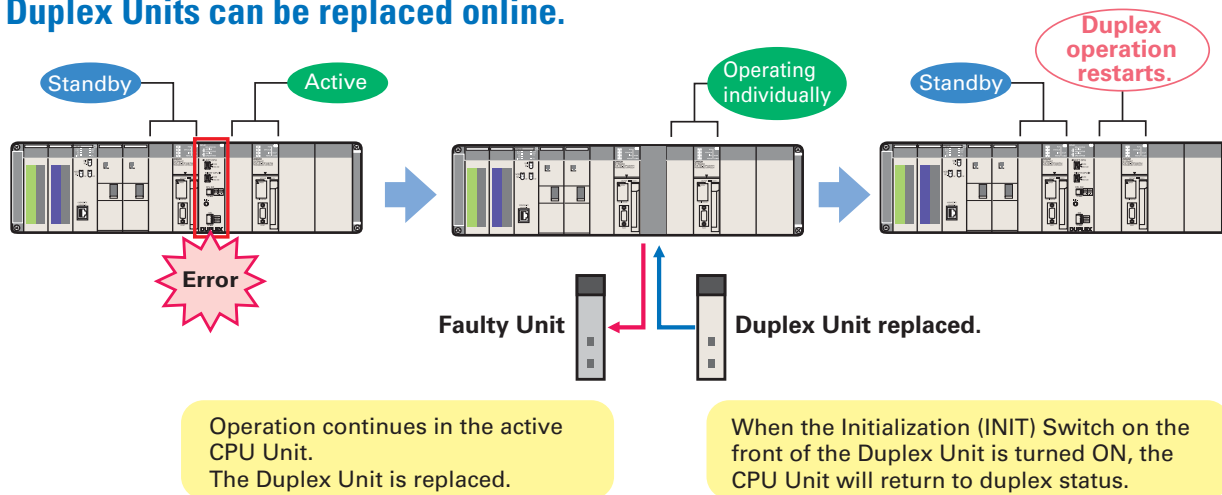 Duplex Units can be replaced online.
Duplex
operation
restarts.
Standby
Active
Operating
individually
Standby
DUPLEX
DUPLEX
Error
Faulty Unit
Duplex Unit replaced.
Operation continues in the active
CPU Unit.
The Duplex Unit is replaced.
When the Initialization (INIT) Switch on the
front of the Duplex Unit is turned ON, the
CPU Unit will return to duplex status.